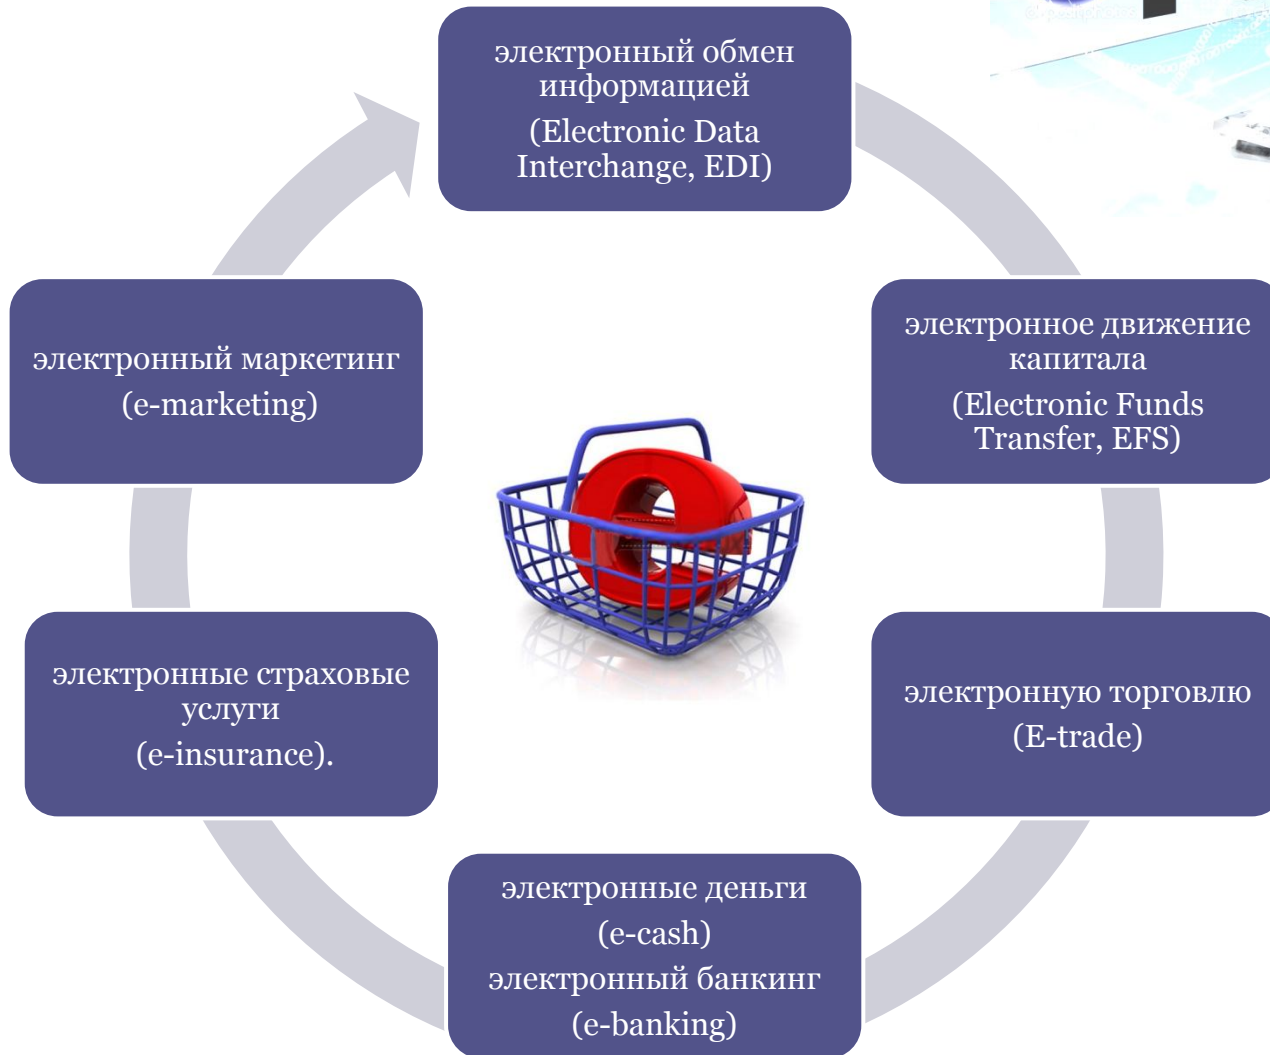 электронный обмен
информацией
(Electronic Data
Interchange, EDI)
электронное движение
капитала
(Electronic Funds
Transfer, EFS)
электронную торговлю
(E-trade)
электронные деньги
(e-cash)
электронный банкинг
(e-banking)
электронные страховые
услуги
(e-insurance).
электронный маркетинг
(e-marketing)